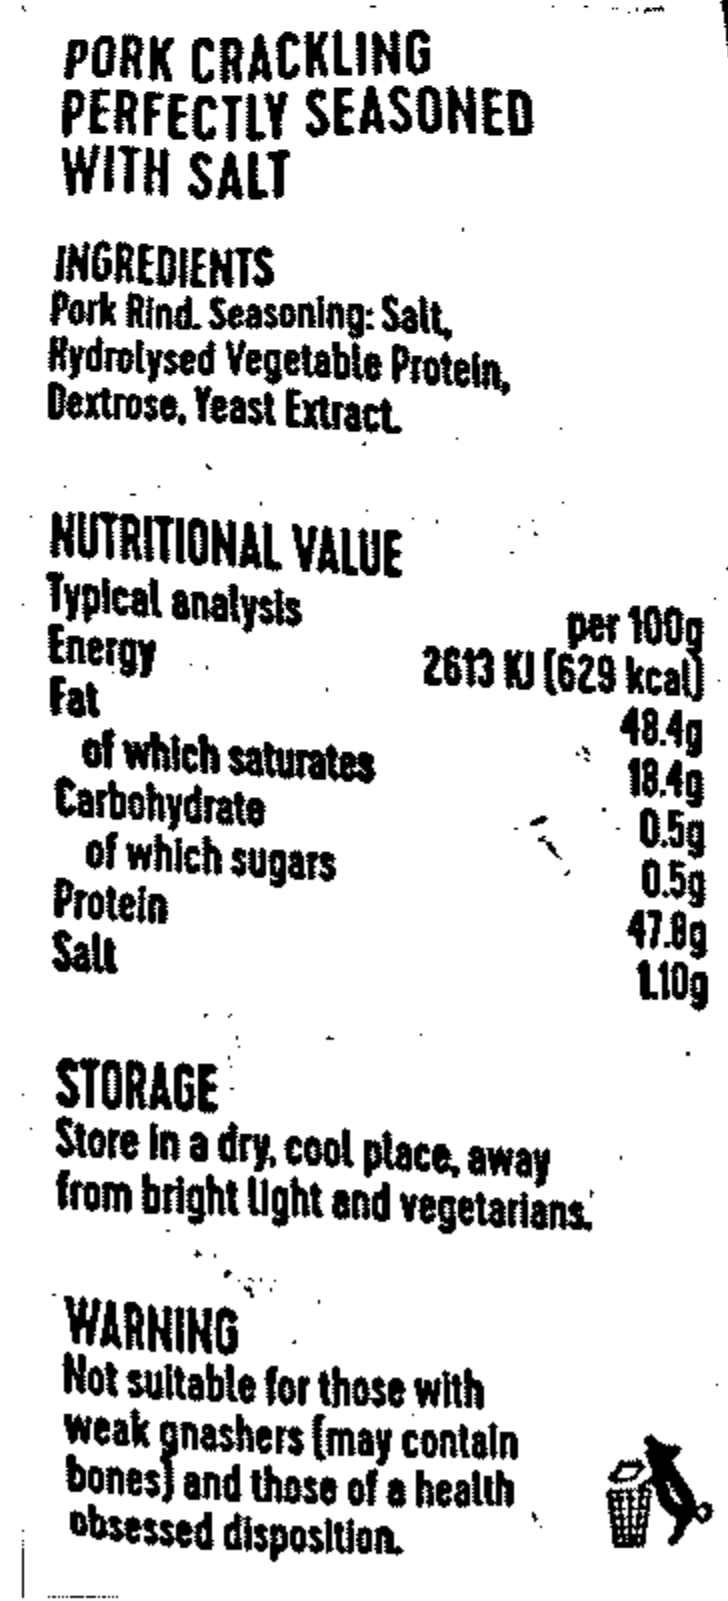 PORK CRACKLING
PERFECTLY SEASONED
WITH SALT
INGREDIENTS
Pork Rind. Seasoning: Salt,
Hydrolysed Vegetable Protein,
Dextrose, Yeast Extract.
NUTRITIONAL VALUE
Typical analysis per 100g
Energy 2613 KJ (629 kcal)
Fat 48.4g
of which saturates 18.4g
Carbohydrate 0.5g
of which sugars 0.5g
Protein 47.8g
Salt 1.10g
STORAGE
Store in a dry, cool place, away
from bright light and vegetarians.
WARNING
Not suitable for those with
weak gnashers (may contain
bones) and those of a health
obsessed disposition.